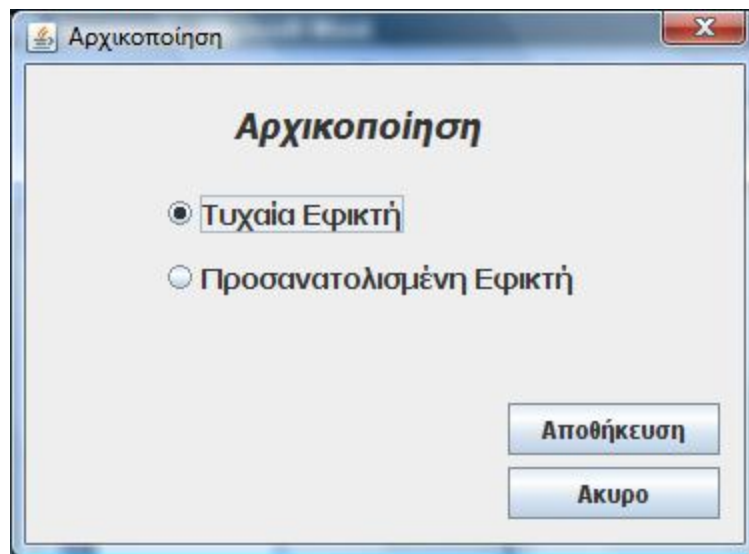 Αρχικοποίηση
Αρχικοποίηση
Τυχαία Εφικτή
Προσανατολισμένη Εφικτή
Αποθήκευση
Ακυρο